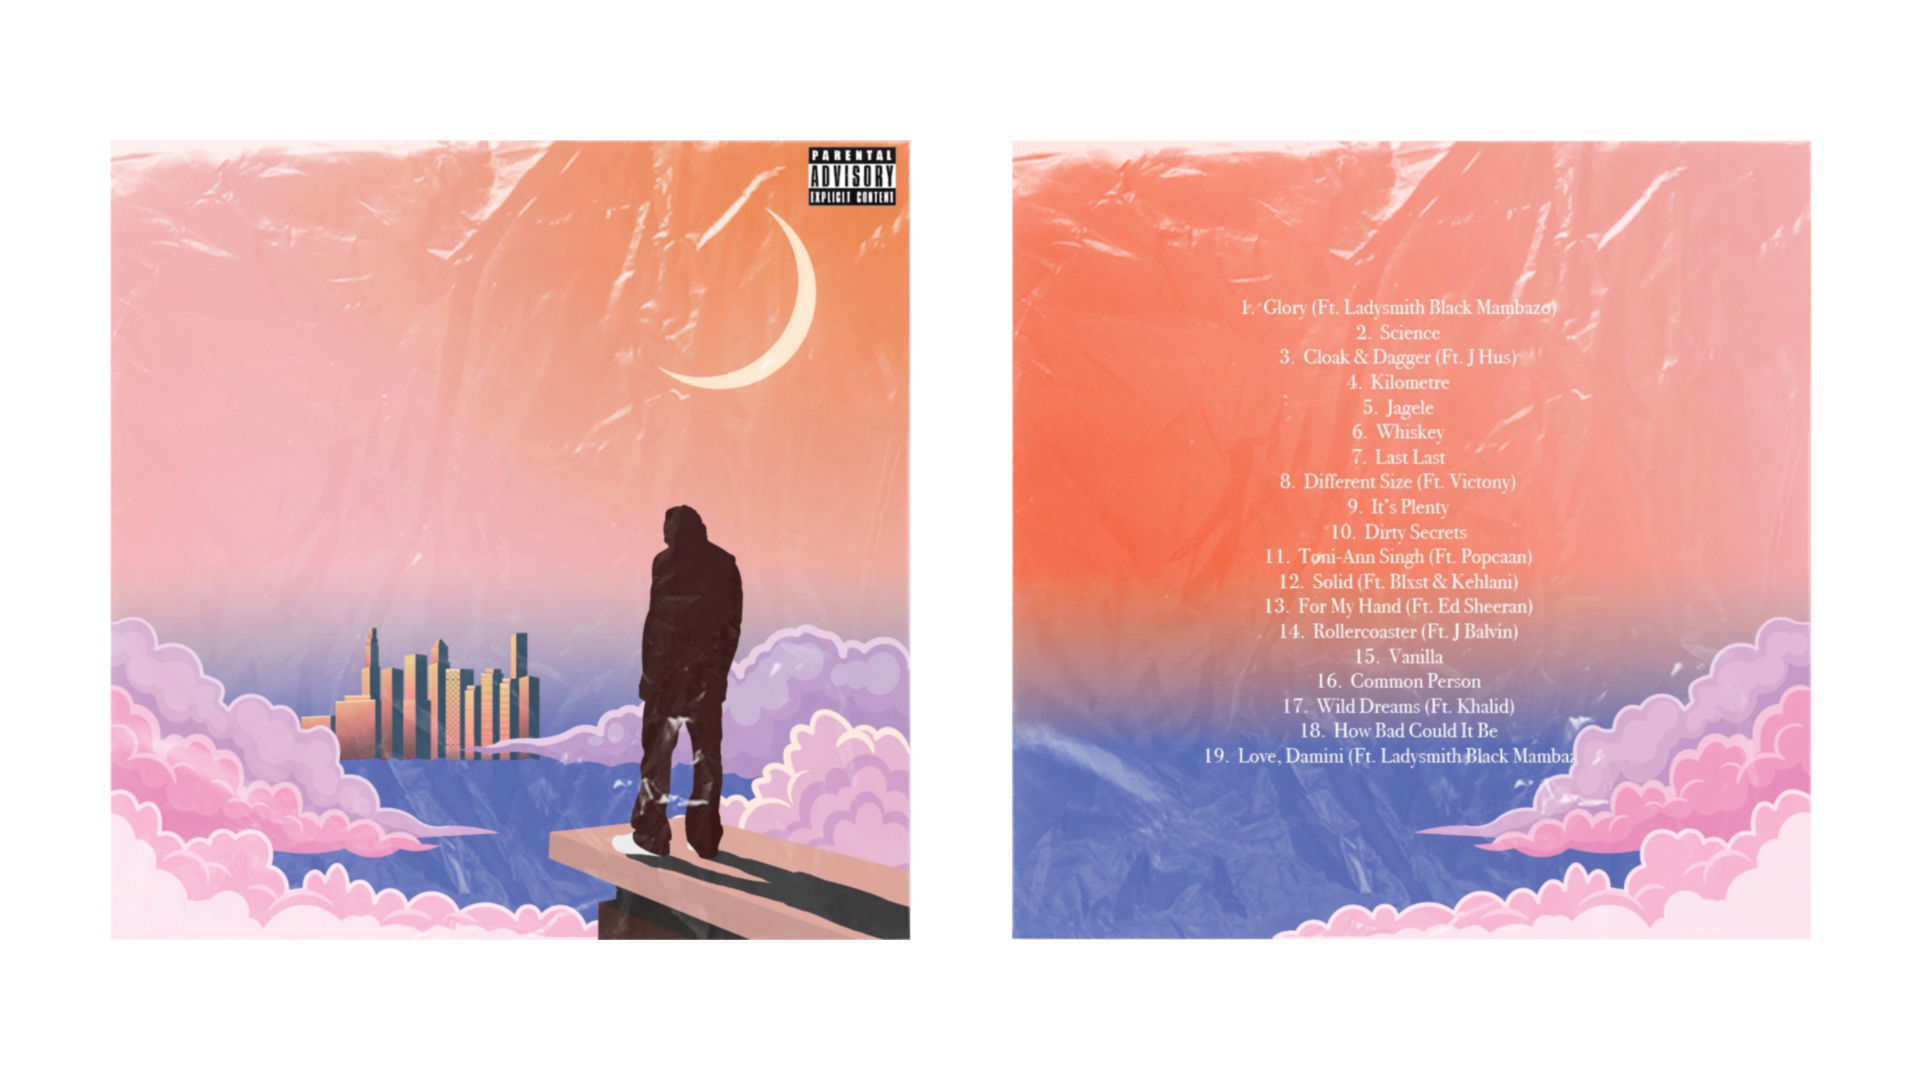 PARENTAL
ADVISORY
EXPLICIT CONTENT
1. Glory (Ft. Ladysmith Black Mambazo)
2. Science
3. Cloak & Dagger (Ft. J Hus)
4. Kilometre
5. Jagele
6. Whiskey
7. Last Last
8. Different Size (Ft. Victony)
9. It's Plenty
10. Dirty Secrets
11. Toni-Ann Singh (Ft. Popcaan)
12. Solid (Ft. Blxst & Kehlani)
13. For My Hand (Ft. Ed Sheeran)
14. Rollercoaster (Ft. J Balvin)
15. Vanilla
16. Common Person
17. Wild Dreams (Ft. Khalid)
18. How Bad Could It Be
19. Love, Damini (Ft. Ladysmith Black Mambaz